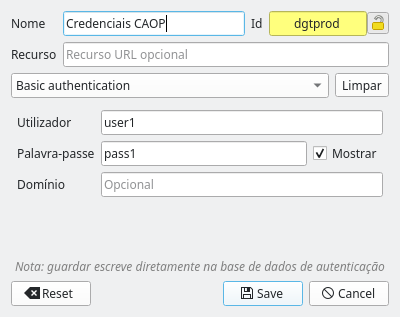 Nome Credenciais CAOP Id dgtprod
Recurso Recurso URL opcional
Basic authentication Limpar
Utilizador user1
Palavra-passe pass1 Mostrar
Domínio Opcional
Nota: guardar escreve diretamente na base de dados de autenticação
Reset Save Cancel